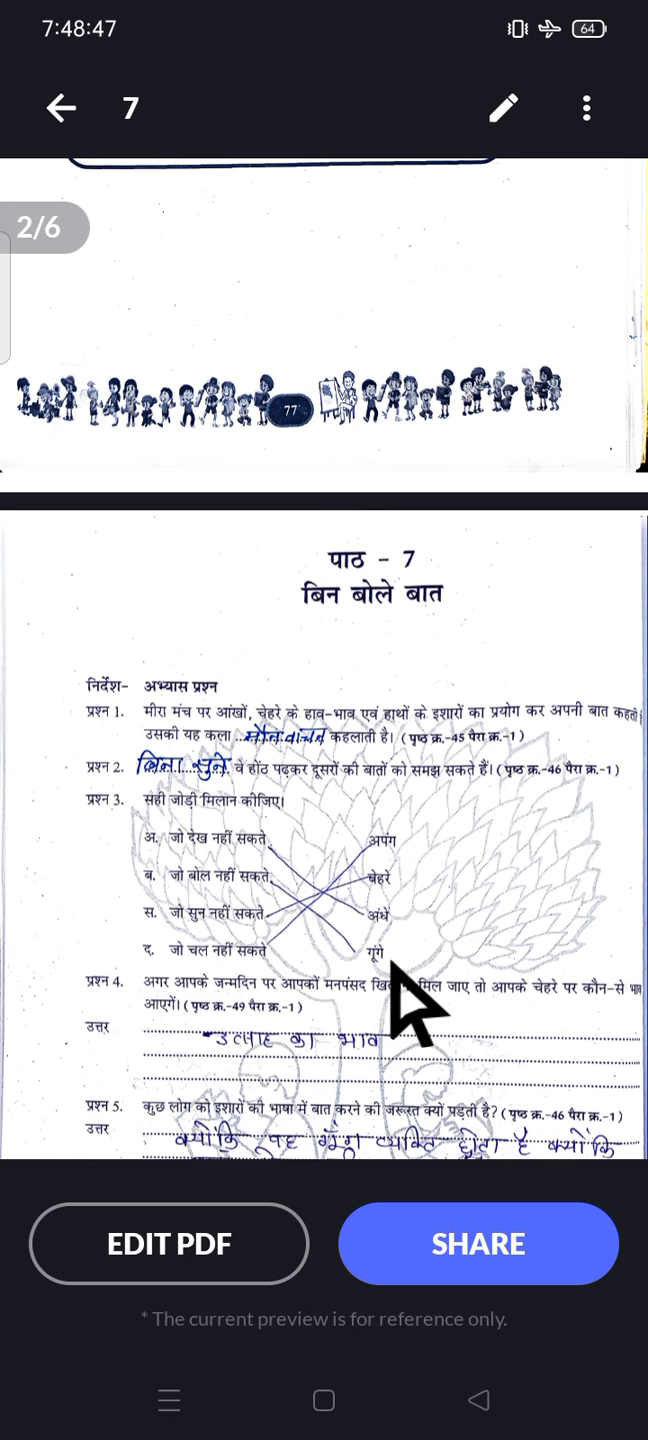 7:48:47
64
7
2/6
77
पाठ - 7
बिन बोले बात
निर्देश- अभ्यास प्रश्न
प्रश्न 1. मीरा मंच पर आंखों, चेहरे के हाव-भाव एवं हाथों के इशारों का प्रयोग कर अपनी बात कहती
उसकी यह कला ...मौन वाचन कहलाती है। (पृष्ठ क्र.-45 पैरा क्र.-1)
प्रश्न 2. बिना सुने वे होंठ पढ़कर दूसरों की बातों को समझ सकते हैं। (पृष्ठ क्र.-46 पैरा क्र.-1)
प्रश्न 3. सही जोड़ी मिलान कीजिए।
अ. जो देख नहीं सकते अपंग
ब. जो बोल नहीं सकते बेहरे
स. जो सुन नहीं सकते अंधे
द. जो चल नहीं सकते गूंगे
प्रश्न 4. अगर आपके जन्मदिन पर आपकों मनपंसद मिल जाए तो आपके चेहरे पर कौन-से भाव
आएगें। (पृष्ठ क्र.-49 पैरा क्र.-1)
उत्तर उत्साह का भाव
प्रश्न 5. कुछ लोग को इशारों की भाषा में बात करने की जरूरत क्यों पड़ती है? (पृष्ठ क्र.-46 पैरा क्र.-1)
उत्तर क्योंकि वह गूँगा व्यक्ति होता है क्योंकि
EDIT PDF SHARE
* The current preview is for reference only.